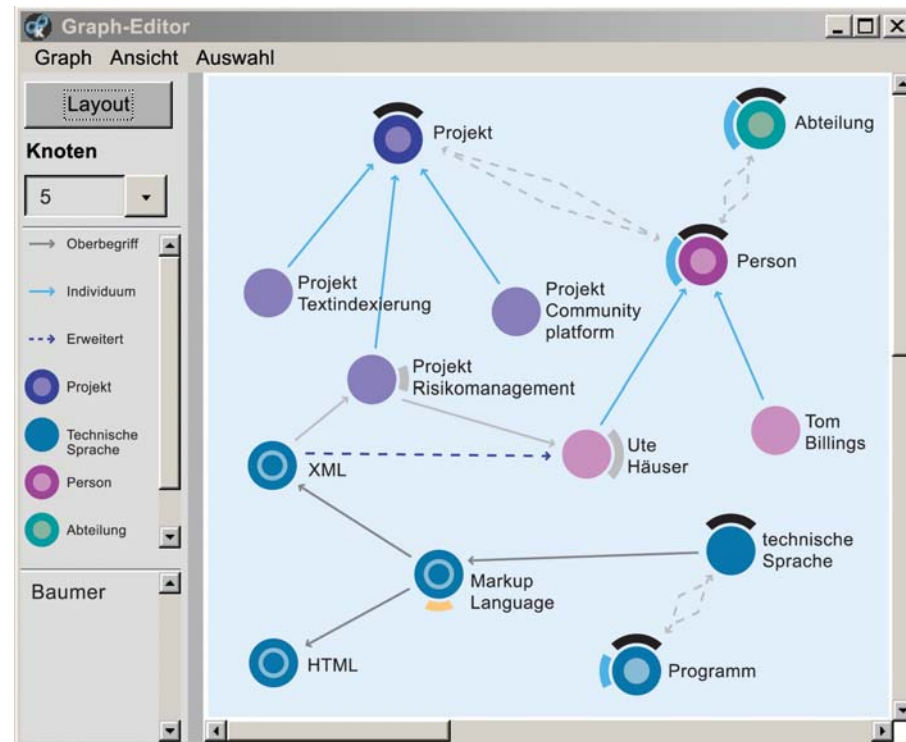 Graph-Editor
Graph Ansicht Auswahl
Layout
Knoten
5
Oberbegriff
Individuum
Erweitert
Projekt
Technische
Sprache
Person
Abteilung
Baumer
Projekt
Abteilung
Person
Projekt
Textindexierung
Projekt
Community
platform
Projekt
Risikomanagement
Ute
Häuser
Tom
Billings
XML
technische
Sprache
Markup
Language
HTML
Programm